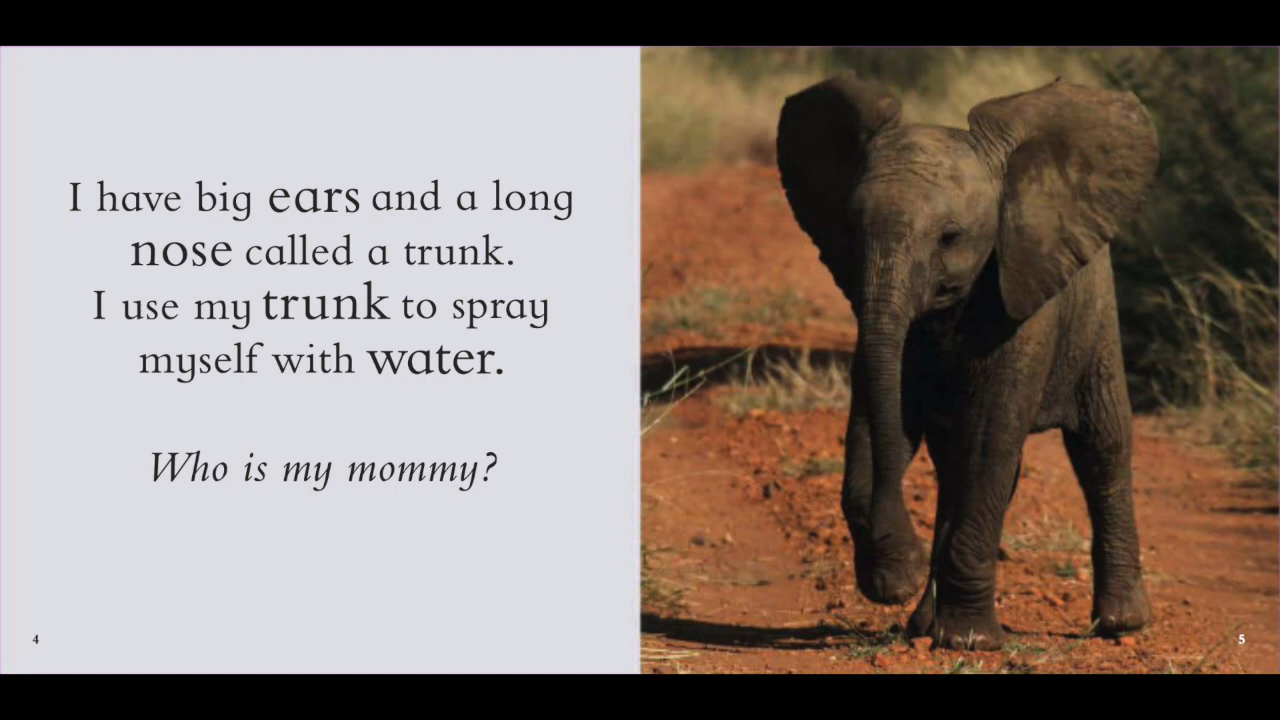 I have big ears and a long
nose called a trunk.
I use my trunk to spray
myself with water.
Who is my mommy?
4
5